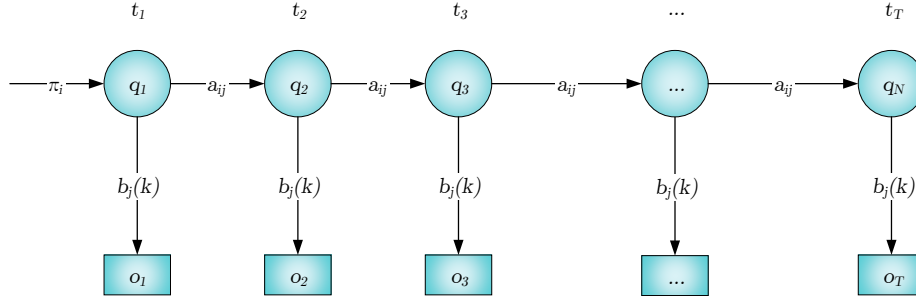 t1 t2 t3 ... tT
πi q1 aij q2 aij q3 aij ... aij qN
bj(k) bj(k) bj(k) bj(k) bj(k)
o1 o2 o3 ... oT